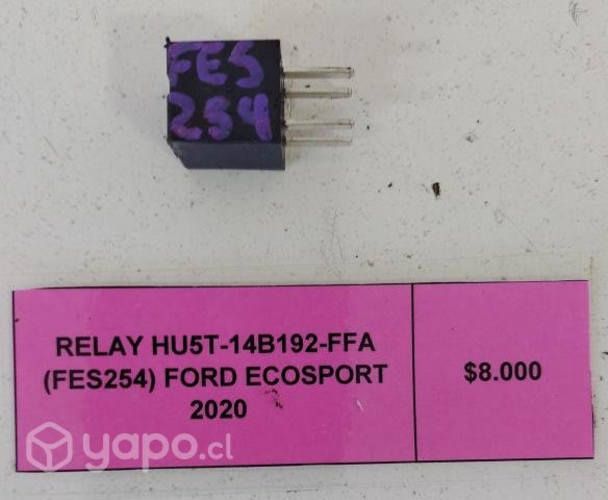 FES
254
RELAY HU5T-14B192-FFA
(FES254) FORD ECOSPORT
2020
$8.000
yapo.cl